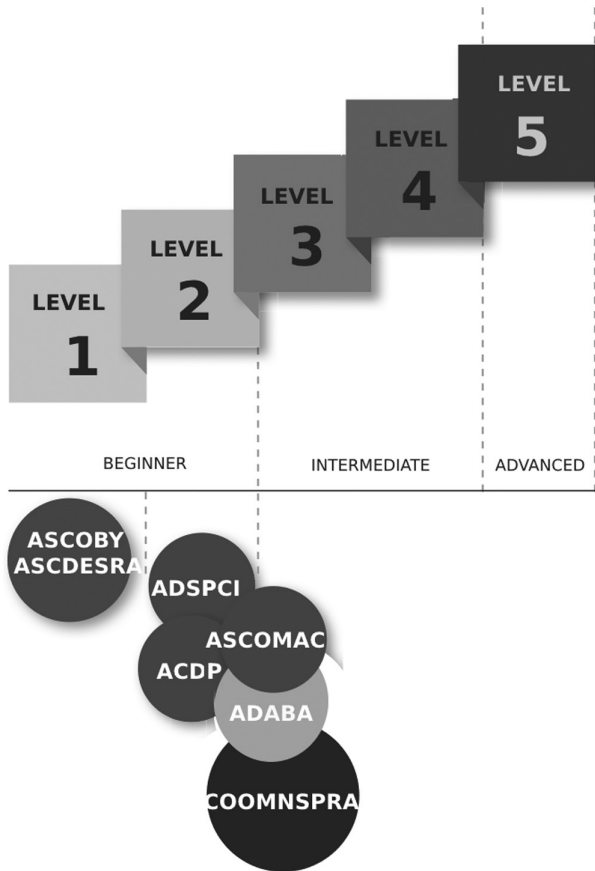 LEVEL
5
LEVEL
4
LEVEL
3
LEVEL
2
LEVEL
1
BEGINNER
INTERMEDIATE
ADVANCED
ASCOBY
ASCDESRA
ADSPCI
ASCOMAC
ACDP
ADABA
COOMNSPRA